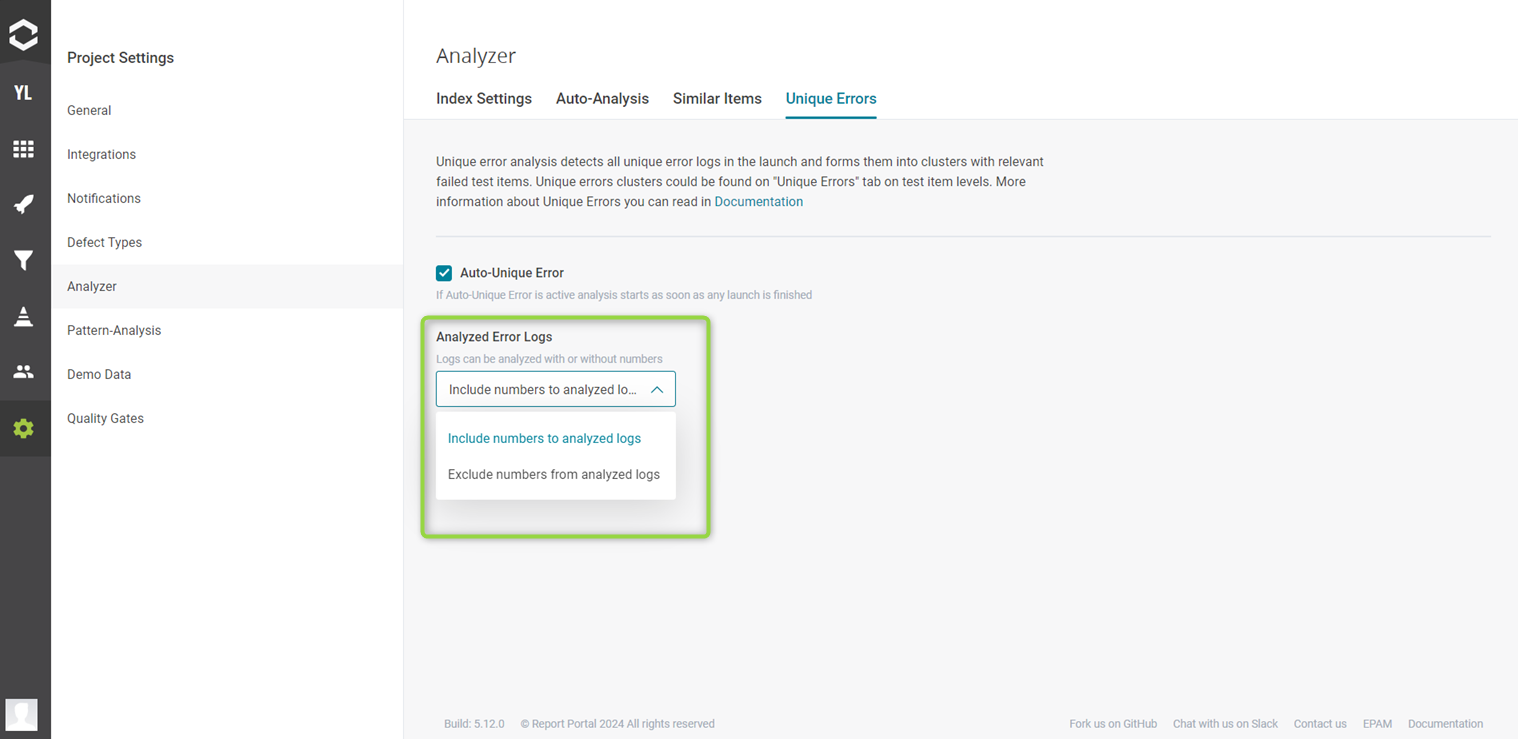 YL
Project Settings
General
Integrations
Notifications
Defect Types
Analyzer
Pattern-Analysis
Demo Data
Quality Gates
Analyzer
Index Settings Auto-Analysis Similar Items Unique Errors
Unique error analysis detects all unique error logs in the launch and forms them into clusters with relevant
failed test items. Unique errors clusters could be found on "Unique Errors" tab on test item levels. More
information about Unique Errors you can read in Documentation
Auto-Unique Error
If Auto-Unique Error is active analysis starts as soon as any launch is finished
Analyzed Error Logs
Logs can be analyzed with or without numbers
Include numbers to analyzed lo...
Include numbers to analyzed logs
Exclude numbers from analyzed logs
Build: 5.12.0 © Report Portal 2024 All rights reserved Fork us on GitHub Chat with us on Slack Contact us EPAM Documentation